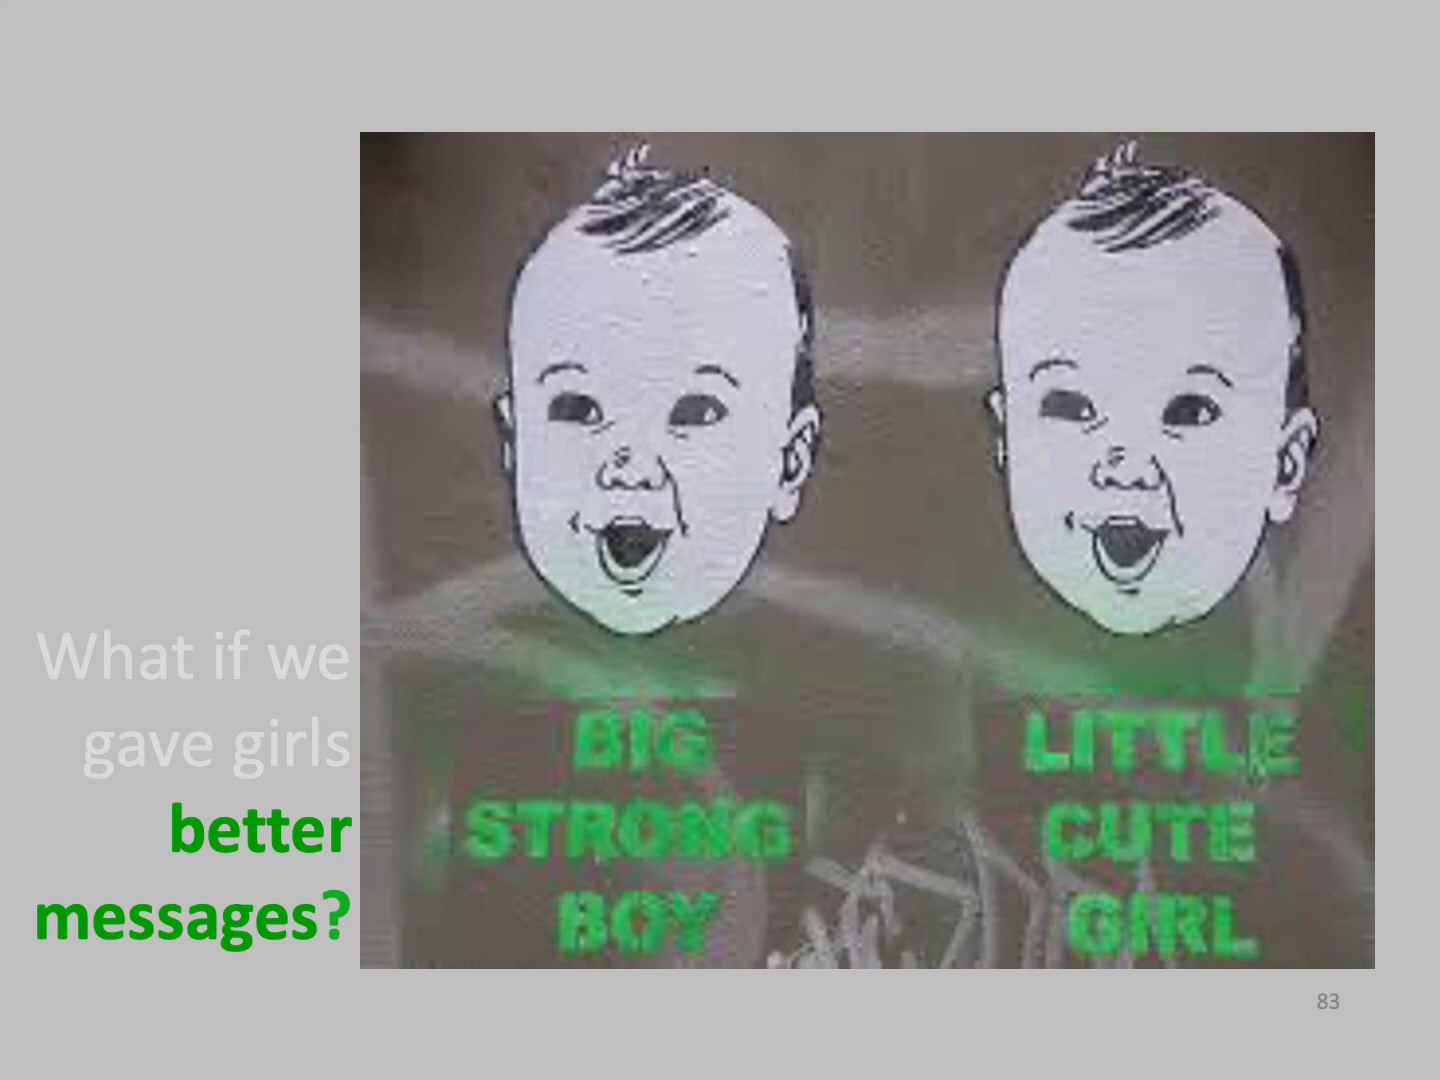 What if we
gave girls
better
messages?
BIG
STRONG
BOY
LITTLE
CUTE
GIRL
83